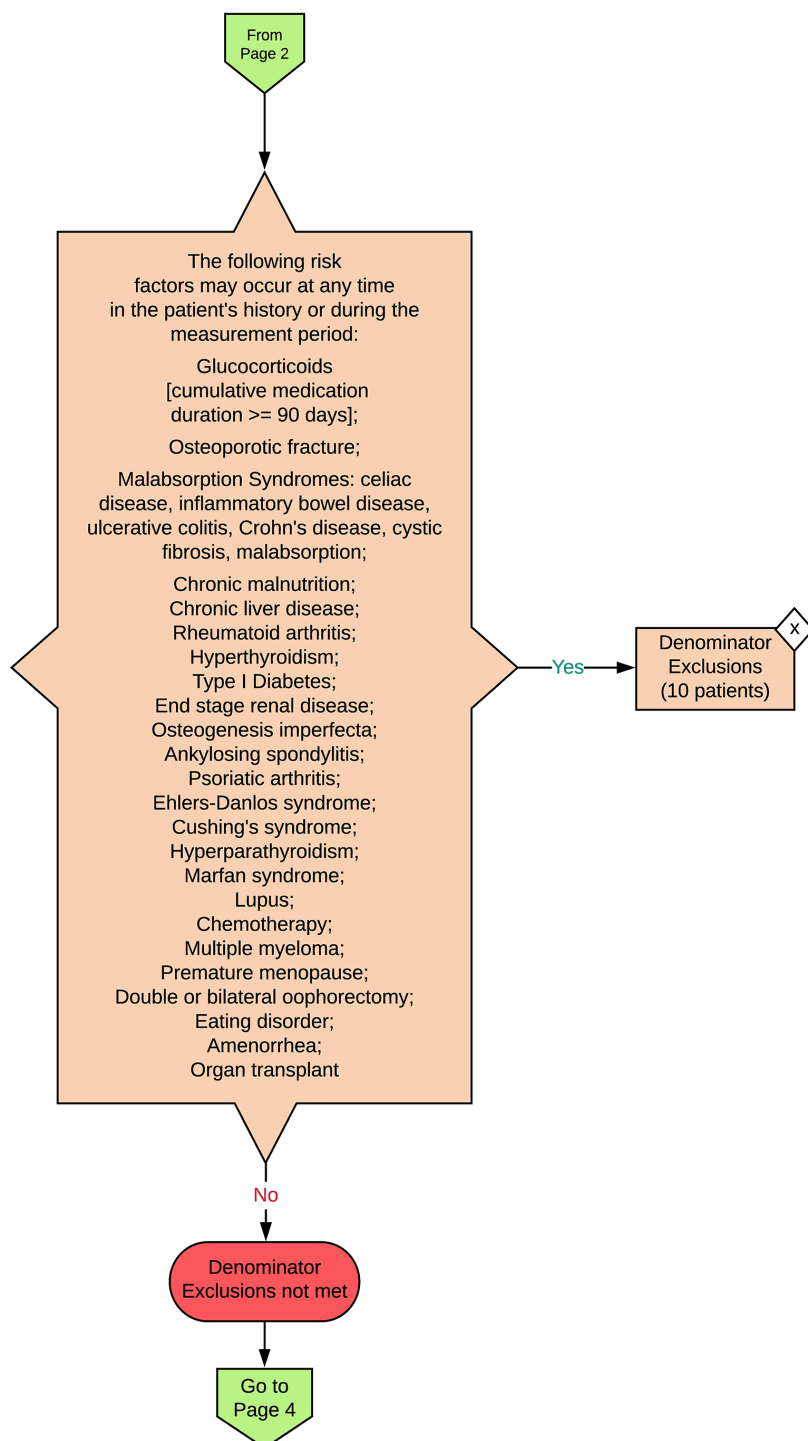 From
Page 2
The following risk
factors may occur at any time
in the patient's history or during the
measurement period:
Glucocorticoids
[cumulative medication
duration >= 90 days];
Osteoporotic fracture;
Malabsorption Syndromes: celiac
disease, inflammatory bowel disease,
ulcerative colitis, Crohn's disease, cystic
fibrosis, malabsorption;
Chronic malnutrition;
Chronic liver disease;
Rheumatoid arthritis;
Hyperthyroidism;
Type I Diabetes;
End stage renal disease;
Osteogenesis imperfecta;
Ankylosing spondylitis;
Psoriatic arthritis;
Ehlers-Danlos syndrome;
Cushing's syndrome;
Hyperparathyroidism;
Marfan syndrome;
Lupus;
Chemotherapy;
Multiple myeloma;
Premature menopause;
Double or bilateral oophorectomy;
Eating disorder;
Amenorrhea;
Organ transplant
Yes
x
Denominator
Exclusions
(10 patients)
No
Denominator
Exclusions not met
Go to
Page 4